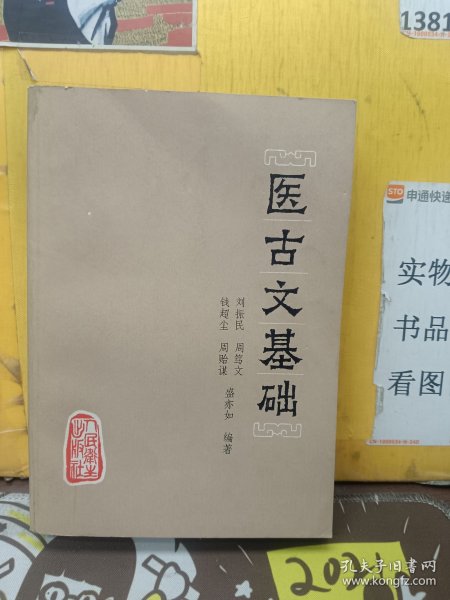 1381
STO 申通快递
实物
书品
看图
医古文基础
刘振民 周笃文
钱超尘 周贻谋
盛亦如 编著
人民卫生出版社
202
孔夫子旧书网
www.kongfz.com